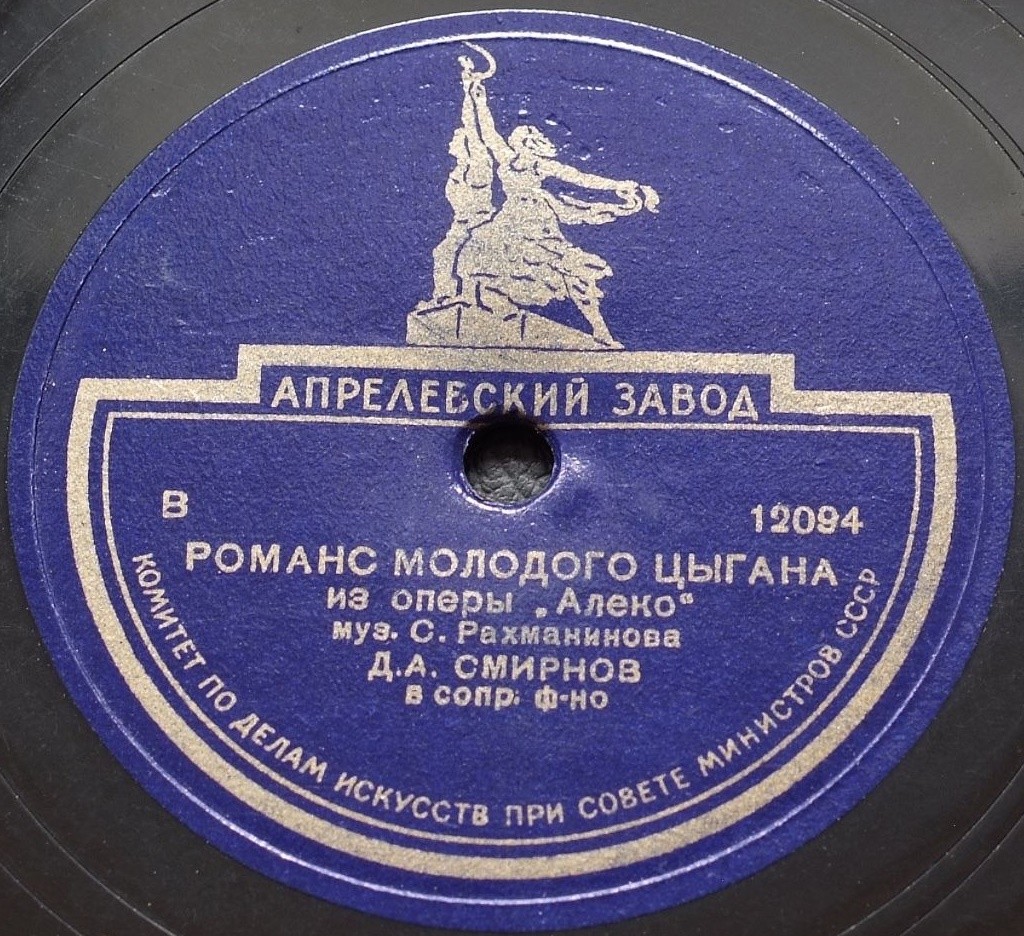 АПРЕЛЕВСКИЙ ЗАВОД
В 12094
РОМАНС МОЛОДОГО ЦЫГАНА
из оперы „Алеко“
муз. С. Рахманинова
Д.А. СМИРНОВ
в сопр. ф-но
КОМИТЕТ ПО ДЕЛАМ ИСКУССТВ ПРИ СОВЕТЕ МИНИСТРОВ СССР